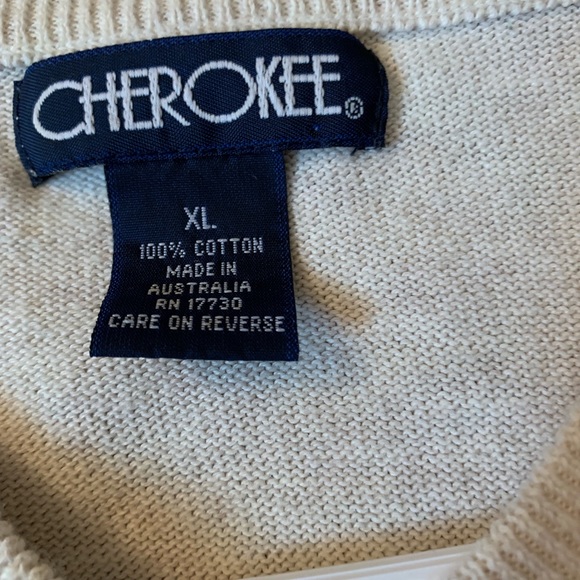 CHEROKEE®
XL
100% COTTON
MADE IN
AUSTRALIA
RN 17730
CARE ON REVERSE